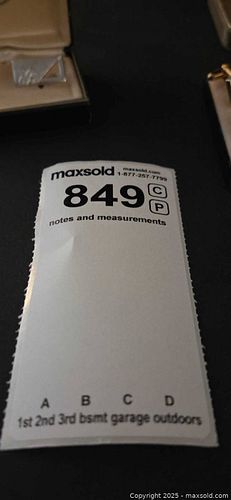 maxsold maxsold.com
1-877-257-7799
849 C
P
notes and measurements
A B C D
1st 2nd 3rd bsmt garage outdoors
Copyright 2025 - maxsold.com